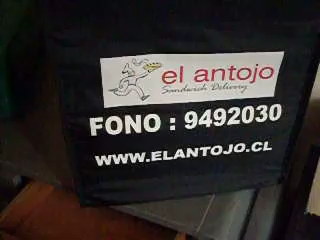 el antojo
Sandwich Delivery
FONO : 9492030
WWW.ELANTOJO.CL